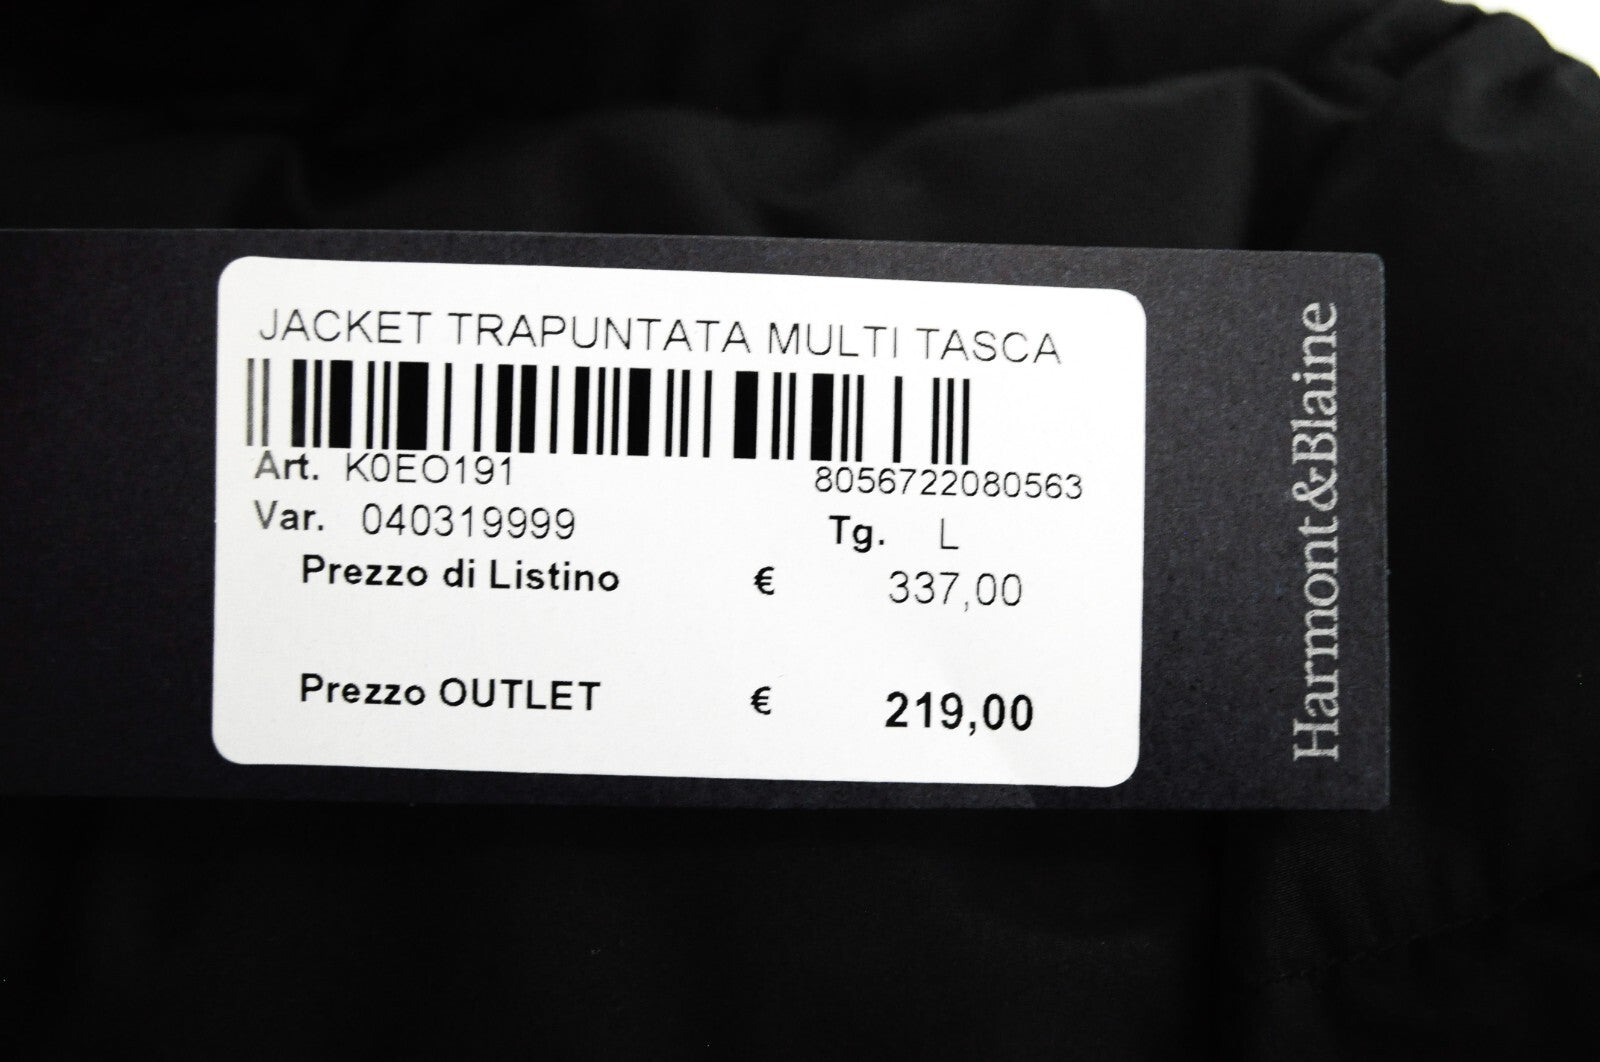 JACKET TRAPUNTATA MULTI TASCA
Art. K0EO191 8056722080563
Var. 040319999 Tg. L
Prezzo di Listino € 337,00
Prezzo OUTLET € 219,00
Harmont&Blaine